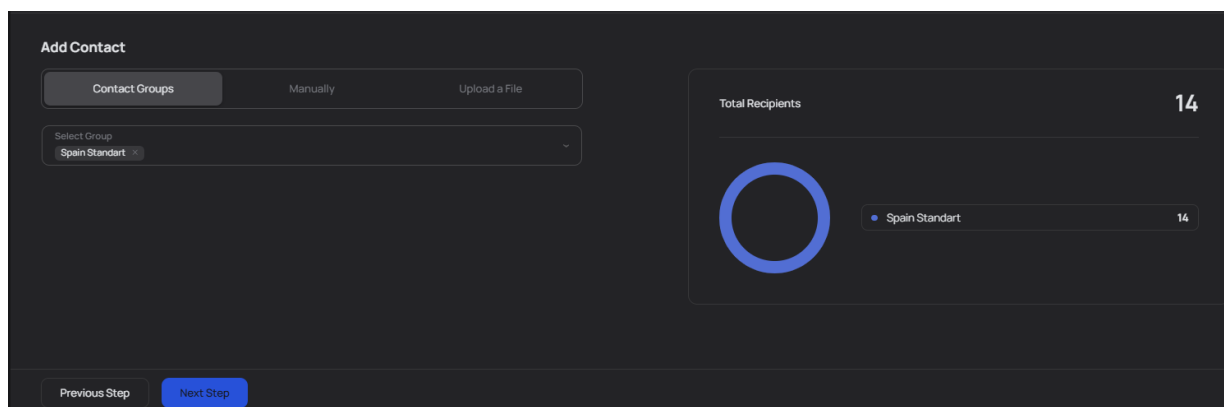 Add Contact
Contact Groups
Manually
Upload a File
Select Group
Spain Standart ×
Total Recipients
14
Spain Standart
14
Previous Step
Next Step